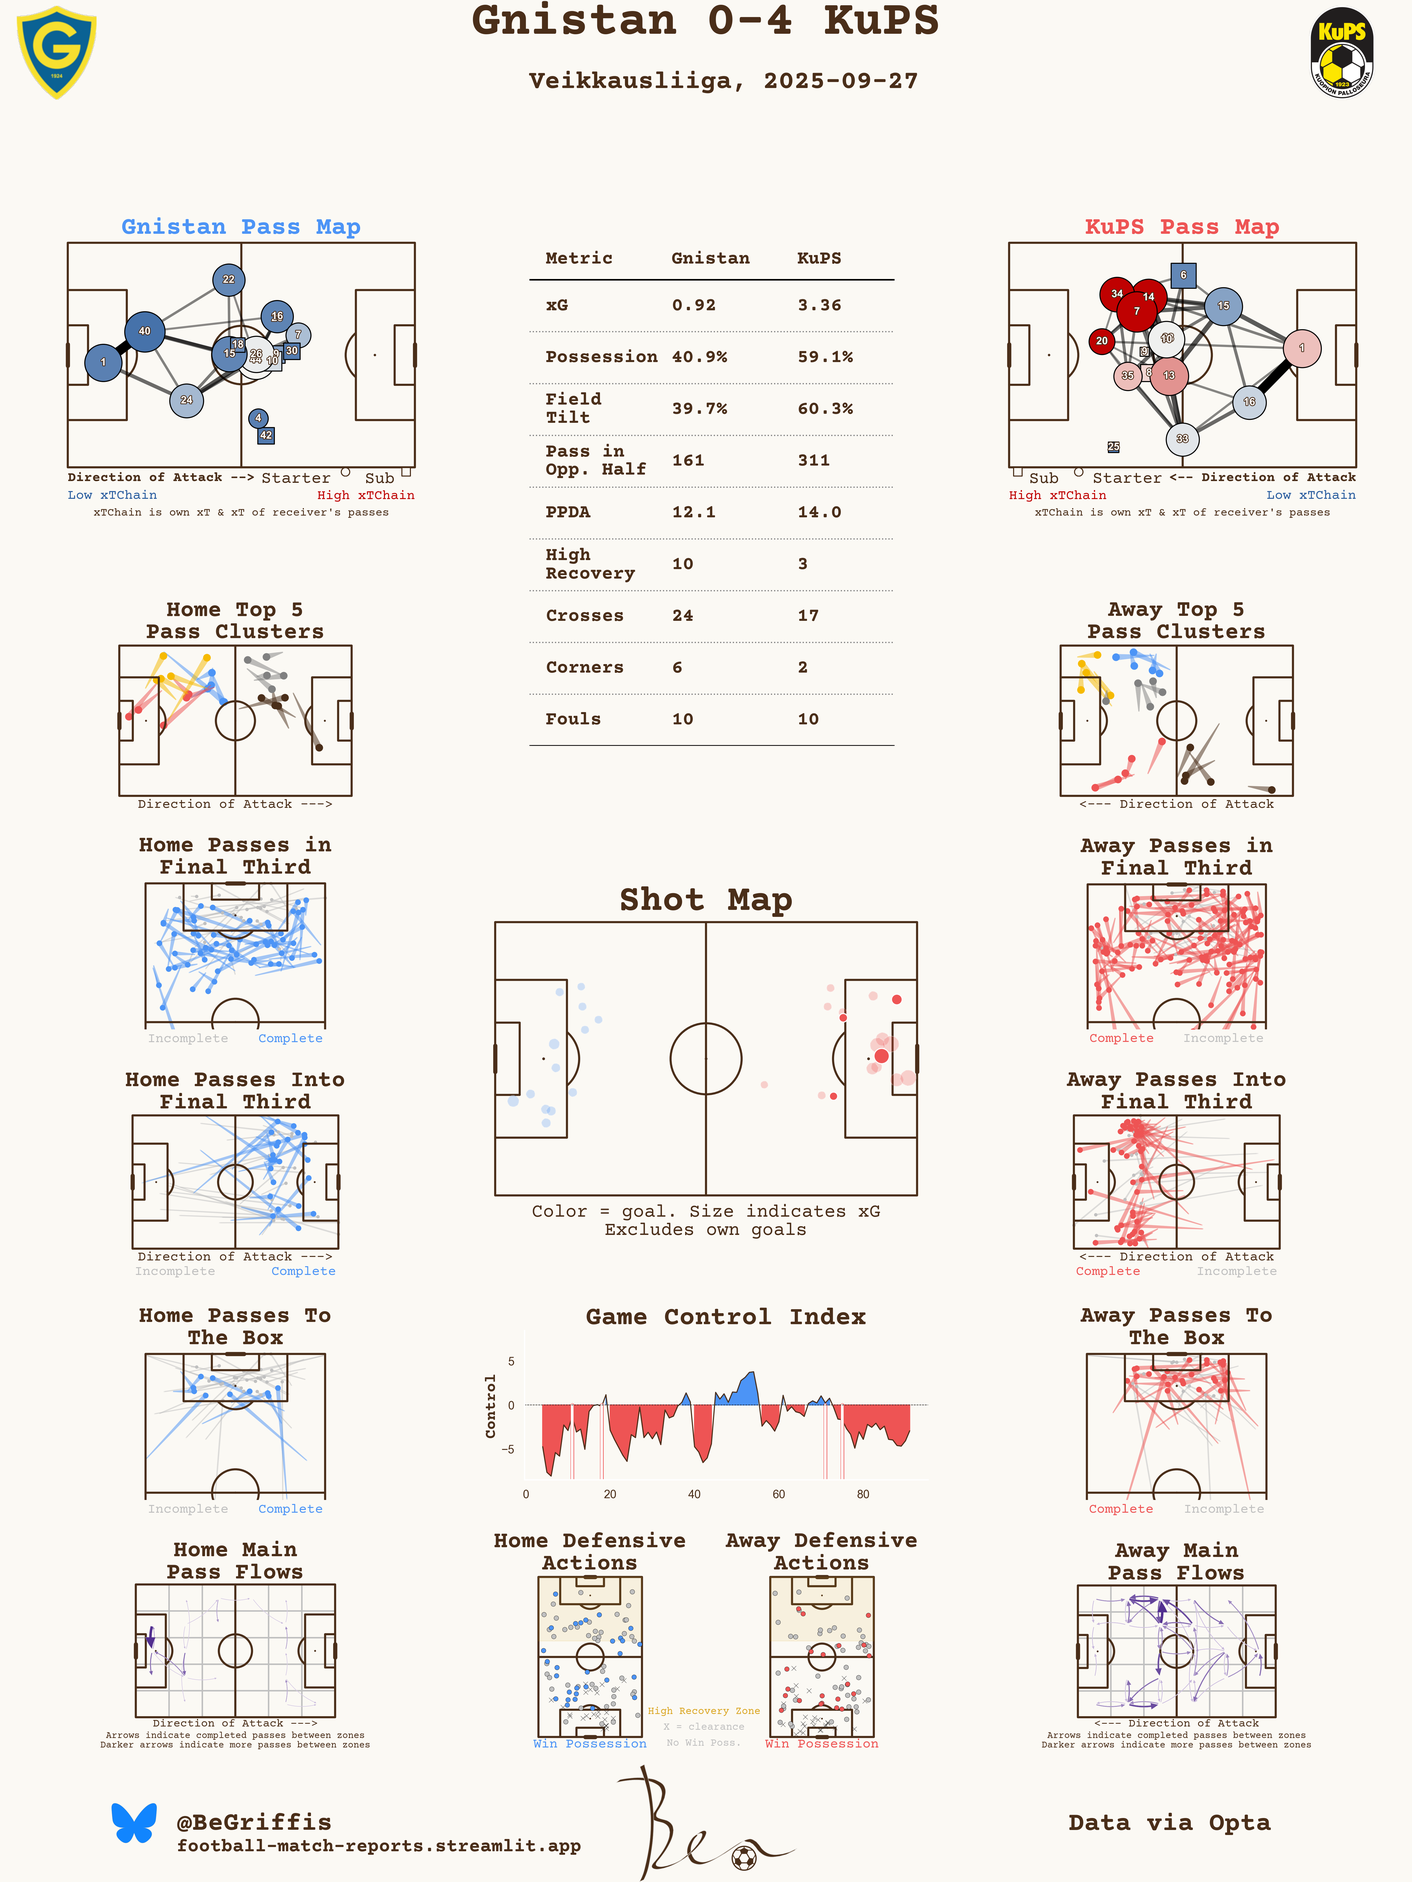 Gnistan 0-4 KuPS
Veikkausliiga, 2025-09-27
G
1924
KuPS
1923
KUOPION PALLOSEURA
Gnistan Pass Map
22
40
16
7
18
15
26
30
10
1
24
4
42
Direction of Attack --> Starter Sub
Low xTChain High xTChain
xTChain is own xT & xT of receiver's passes
Metric Gnistan KuPS
xG 0.92 3.36
Possession 40.9% 59.1%
Field
Tilt 39.7% 60.3%
Pass in
Opp. Half 161 311
PPDA 12.1 14.0
High
Recovery 10 3
Crosses 24 17
Corners 6 2
Fouls 10 10
KuPS Pass Map
6
34
14
7
15
20
10
9
1
35
8
13
16
33
25
Sub Starter <-- Direction of Attack
High xTChain Low xTChain
xTChain is own xT & xT of receiver's passes
Home Top 5
Pass Clusters
Direction of Attack --->
Away Top 5
Pass Clusters
<--- Direction of Attack
Home Passes in
Final Third
Incomplete Complete
Away Passes in
Final Third
Complete Incomplete
Shot Map
Color = goal. Size indicates xG
Excludes own goals
Home Passes Into
Final Third
Direction of Attack --->
Incomplete Complete
Away Passes Into
Final Third
<--- Direction of Attack
Complete Incomplete
Home Passes To
The Box
Incomplete Complete
Game Control Index
Control
5
0
−5
0 20 40 60 80
Away Passes To
The Box
Complete Incomplete
Home Main
Pass Flows
Direction of Attack --->
Arrows indicate completed passes between zones
Darker arrows indicate more passes between zones
Home Defensive
Actions
Win Possession
High Recovery Zone
X = clearance
No Win Poss.
Away Defensive
Actions
Win Possession
Away Main
Pass Flows
<--- Direction of Attack
Arrows indicate completed passes between zones
Darker arrows indicate more passes between zones
@BeGriffis
football-match-reports.streamlit.app
Ben
Data via Opta